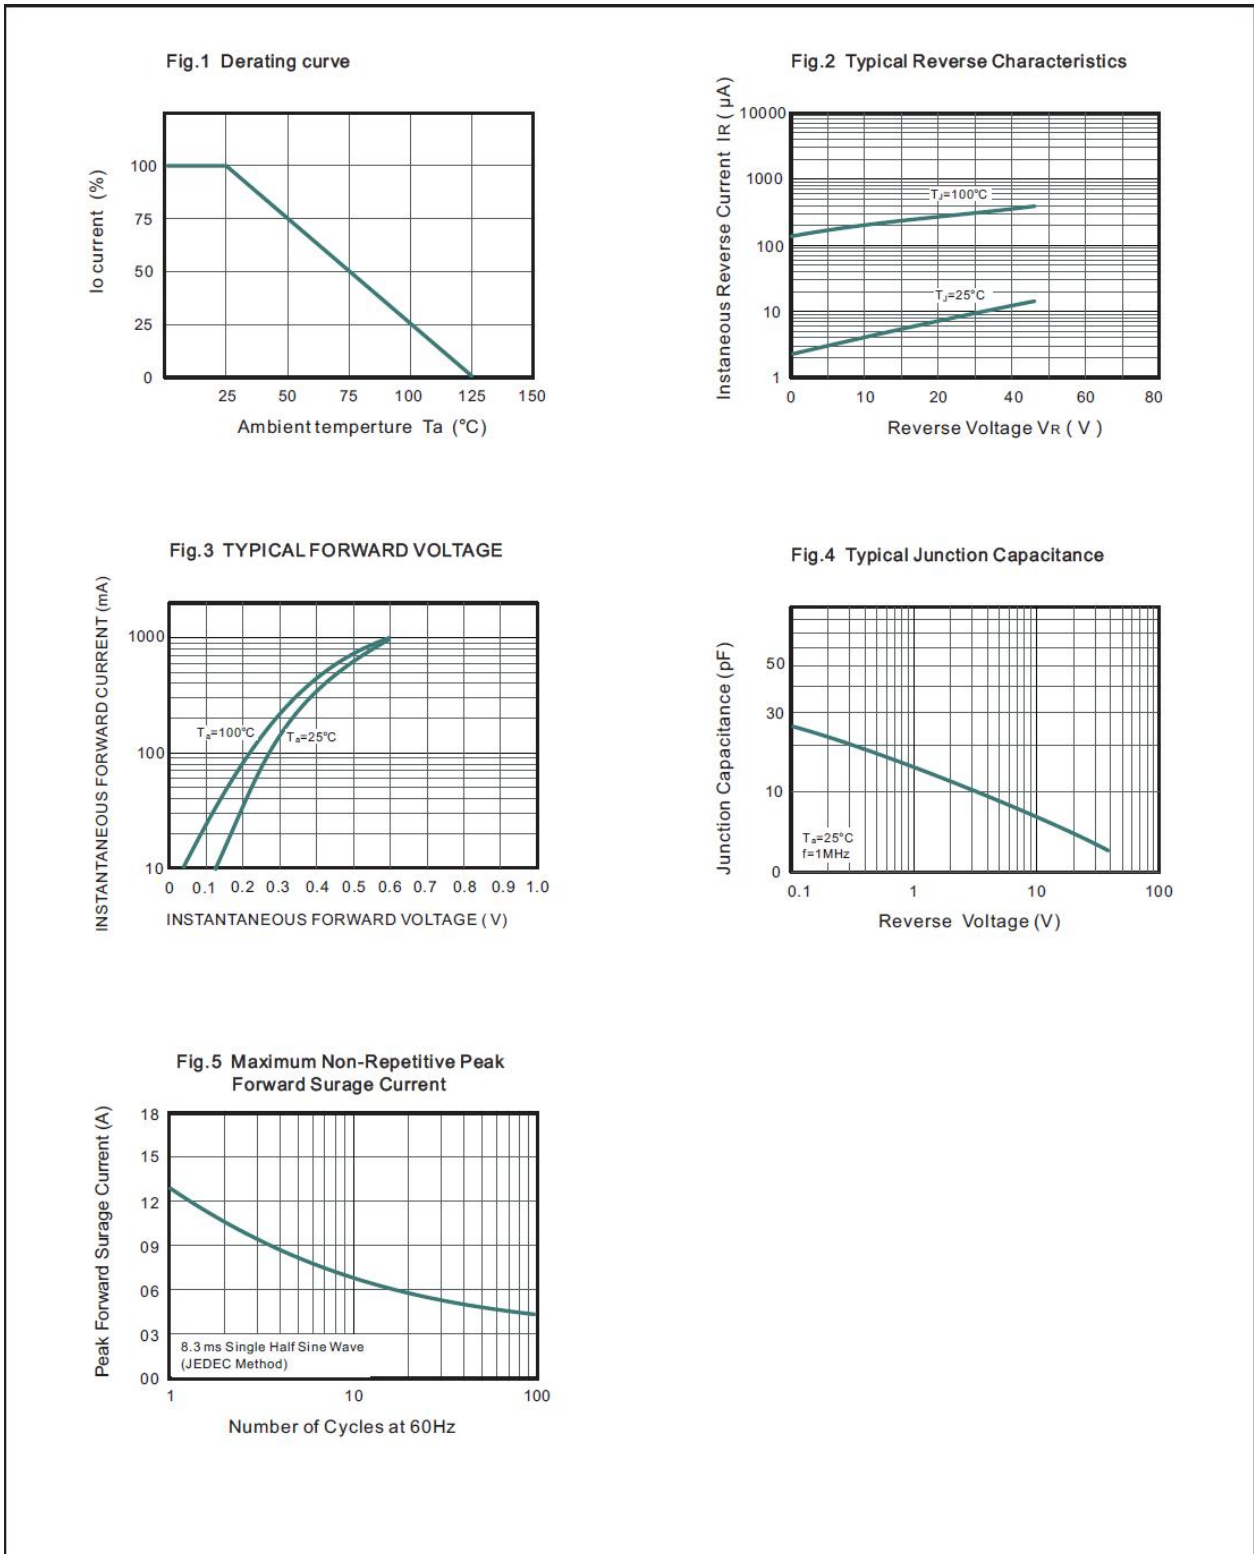 Fig.1 Derating curve
Io current (%)
100
75
50
25
0
25 50 75 100 125 150
Ambient temperture Ta (°C)
Fig.2 Typical Reverse Characteristics
Instaneous Reverse Current IR ( μA)
10000
1000
100
10
1
TJ=100°C
TJ=25°C
0 10 20 40 60 80
Reverse Voltage VR ( V )
Fig.3 TYPICAL FORWARD VOLTAGE
INSTANTANEOUS FORWARD CURRENT (mA)
1000
100
10
Ta=100°C
Ta=25°C
0 0.1 0.2 0.3 0.4 0.5 0.6 0.7 0.8 0.9 1.0
INSTANTANEOUS FORWARD VOLTAGE ( V)
Fig.4 Typical Junction Capacitance
Junction Capacitance (pF)
50
30
10
0
Ta=25°C
f=1MHz
0.1 1 10 100
Reverse Voltage (V)
Fig.5 Maximum Non-Repetitive Peak
Forward Surage Current
Peak Forward Surage Current (A)
18
15
12
09
06
03
00
8.3 ms Single Half Sine Wave
(JEDEC Method)
1 10 100
Number of Cycles at 60Hz